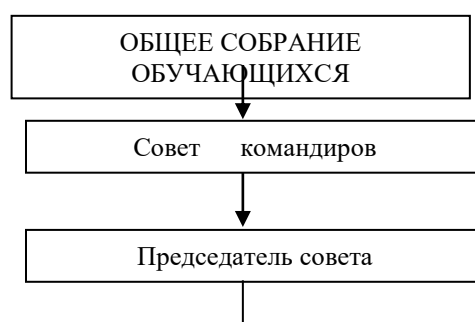 ОБЩЕЕ СОБРАНИЕ
ОБУЧАЮЩИХСЯ
Совет командиров
Председатель совета